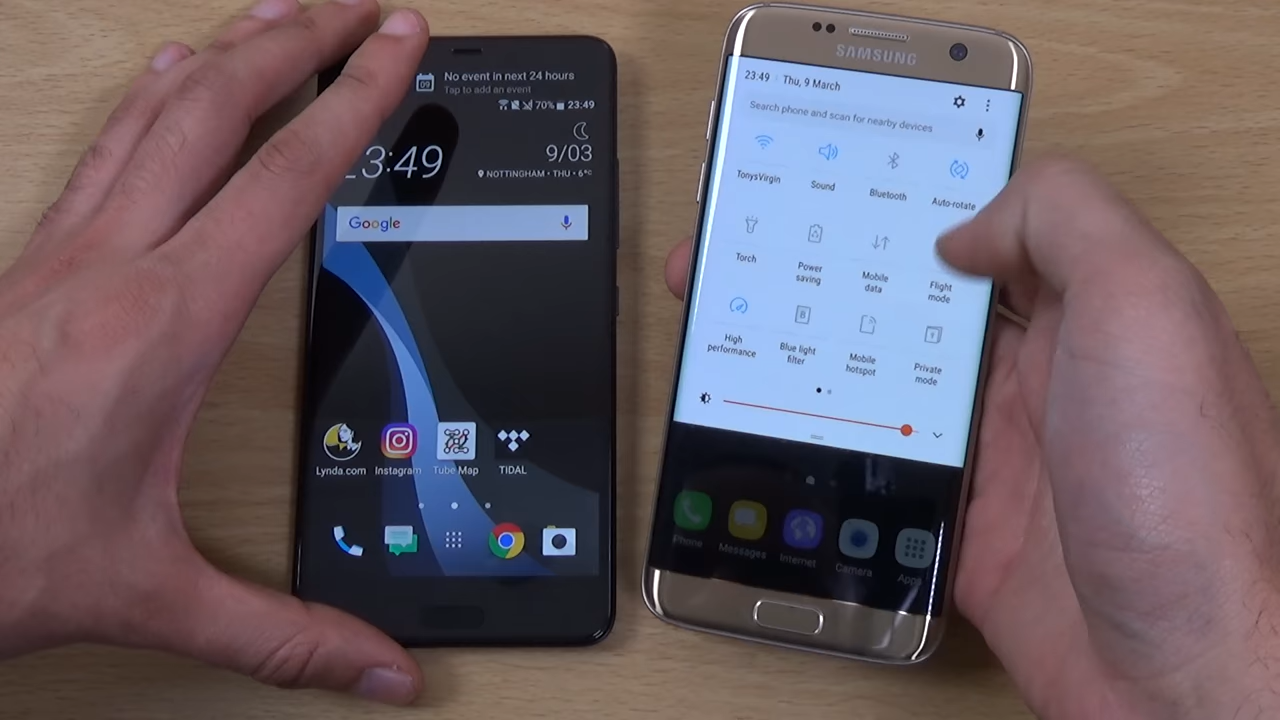 No event in next 24 hours
Tap to add an event
09
70% 23:49
3:49
9/03
NOTTINGHAM • THU • 6°C
Google
Lynda.com
Instagram
Tube Map
TIDAL
SAMSUNG
23:49 Thu, 9 March
Search phone and scan for nearby devices
TonysVirgin
Sound
Bluetooth
Auto-rotate
Torch
Power
saving
Mobile
data
Flight
mode
High
performance
B
Blue light
filter
Mobile
hotspot
Private
mode
Phone
Messages
Internet
Camera
Apps